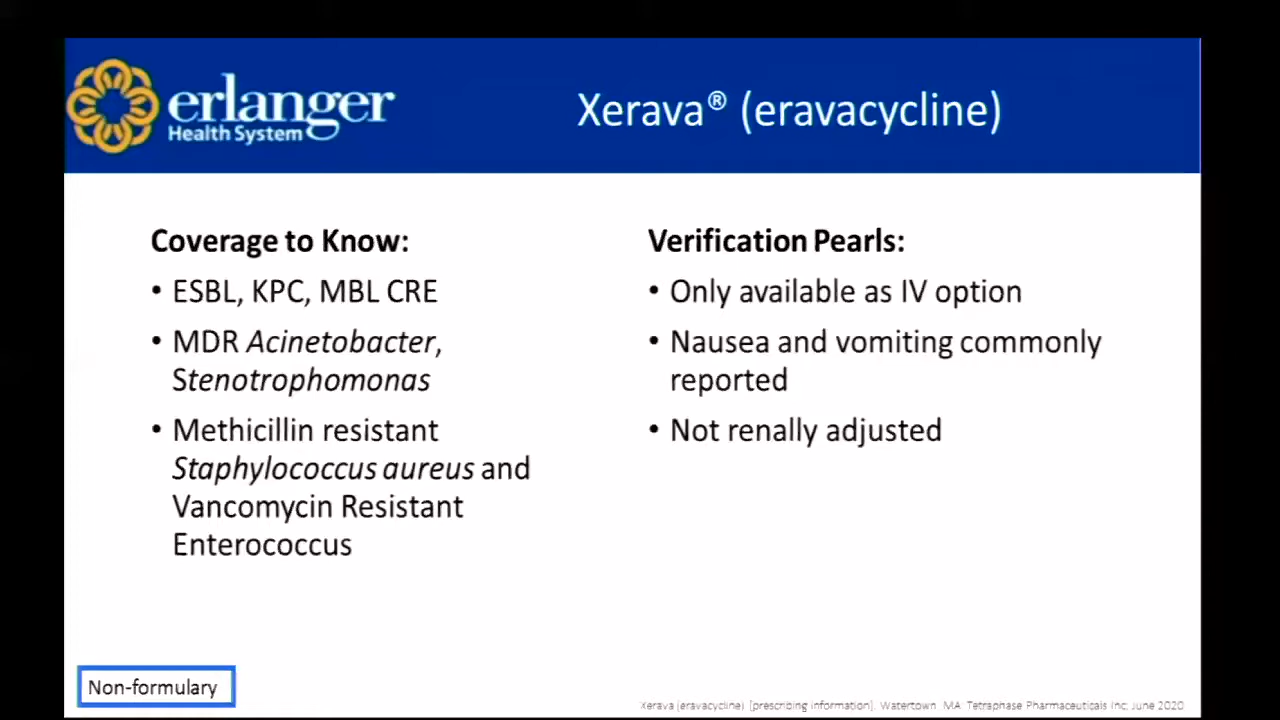 erlanger
Health System
Xerava® (eravacycline)
Coverage to Know:
• ESBL, KPC, MBL CRE
• MDR Acinetobacter,
Stenotrophomonas
• Methicillin resistant
Staphylococcus aureus and
Vancomycin Resistant
Enterococcus
Verification Pearls:
• Only available as IV option
• Nausea and vomiting commonly
reported
• Not renally adjusted
Non-formulary
Xerava (eravacycline) [prescribing information]. Watertown MA: Tetraphase Pharmaceuticals Inc; June 2020